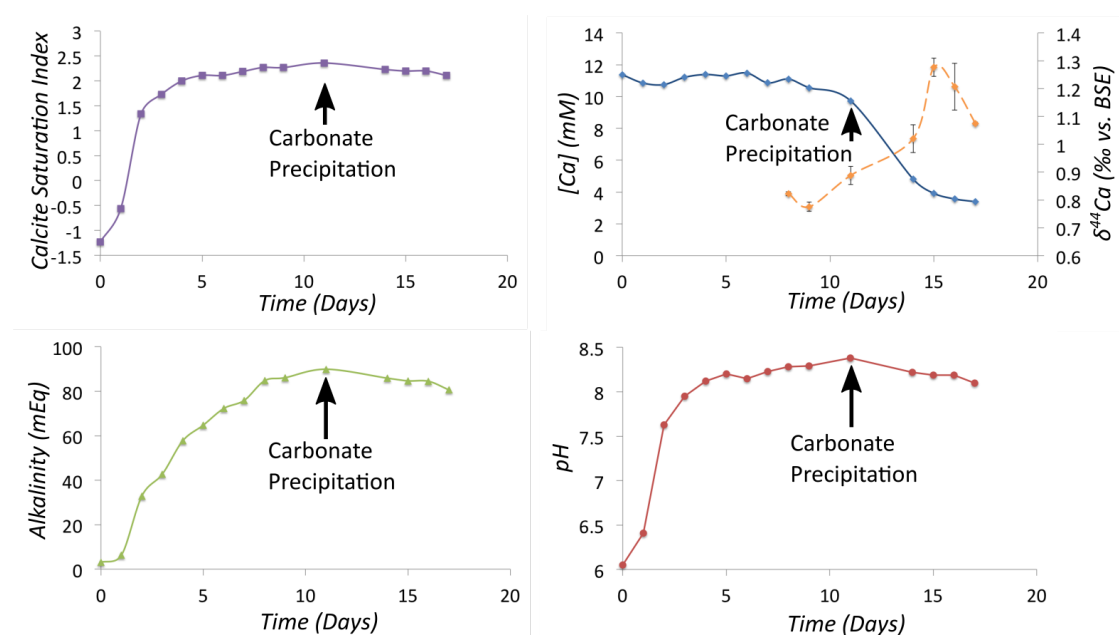 Calcite Saturation Index
3
2.5
2
1.5
1
0.5
0
-0.5
-1
-1.5
Carbonate
Precipitation
0 5 10 15 20
Time (Days)
[Ca] (mM)
14
12
10
8
6
4
2
0
Carbonate
Precipitation
1.4
1.3
1.2
1.1
1
0.9
0.8
0.7
0.6
δ⁴⁴Ca (‰ vs. BSE)
0 5 10 15 20
Time (Days)
Alkalinity (mEq)
100
80
60
40
20
0
Carbonate
Precipitation
0 5 10 15 20
Time (Days)
pH
8.5
8
7.5
7
6.5
6
Carbonate
Precipitation
0 5 10 15 20
Time (Days)